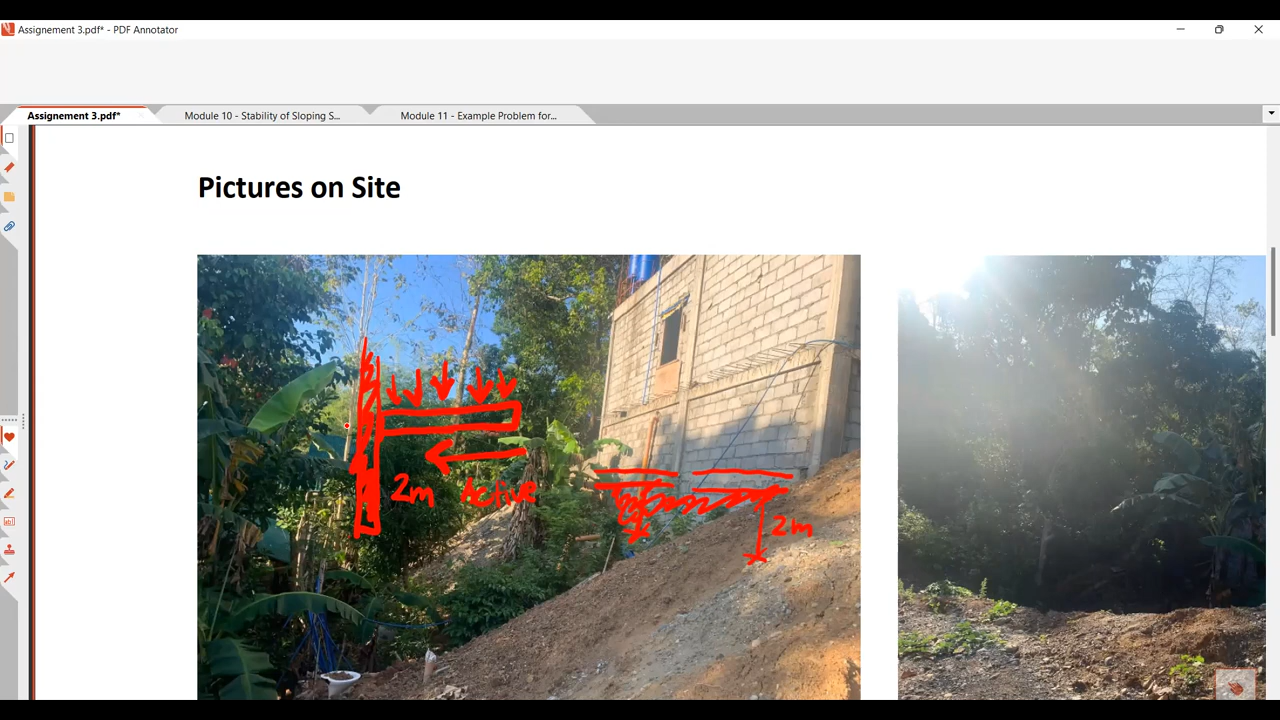 Assignement 3.pdf* - PDF Annotator
Assignement 3.pdf*
Module 10 - Stability of Sloping S...
Module 11 - Example Problem for...
Pictures on Site
2m Active
2m